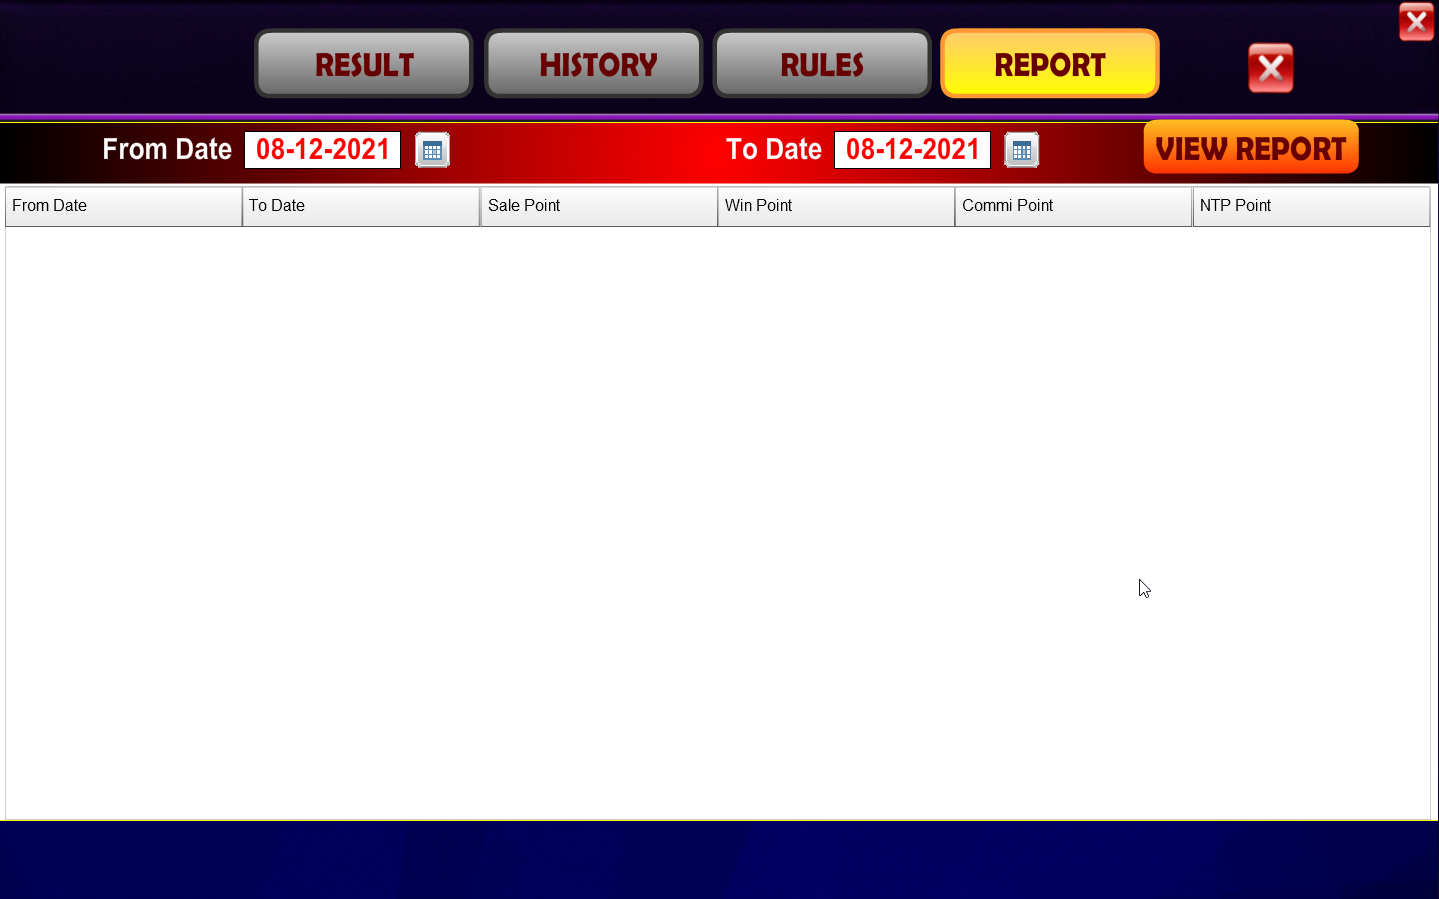 RESULT HISTORY RULES REPORT
From Date 08-12-2021 To Date 08-12-2021 VIEW REPORT
From Date To Date Sale Point Win Point Commi Point NTP Point